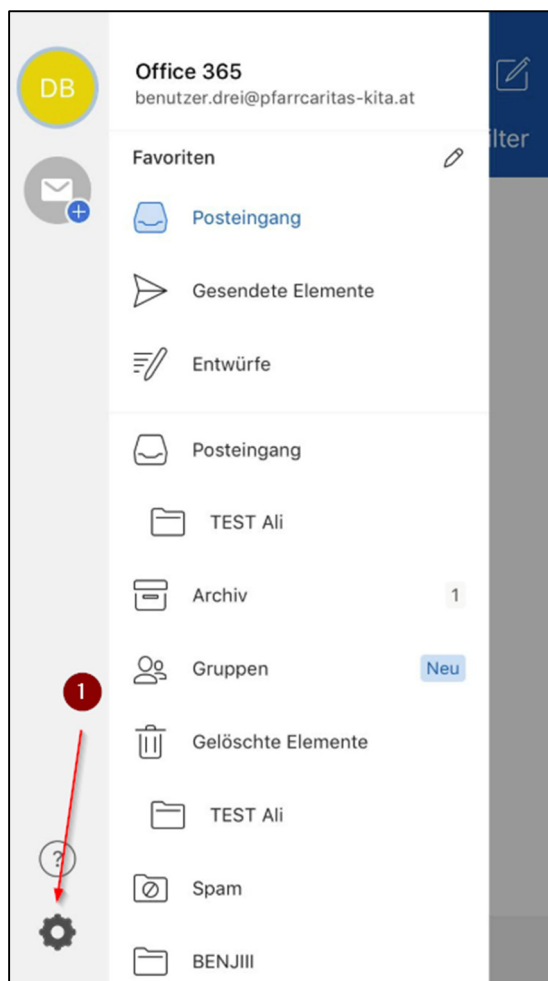 DB
Office 365
benutzer.drei@pfarrcaritas-kita.at
ilter
Favoriten
Posteingang
Gesendete Elemente
Entwürfe
Posteingang
TEST Ali
Archiv 1
Gruppen Neu
1
Gelöschte Elemente
TEST Ali
?
Spam
BENJIII